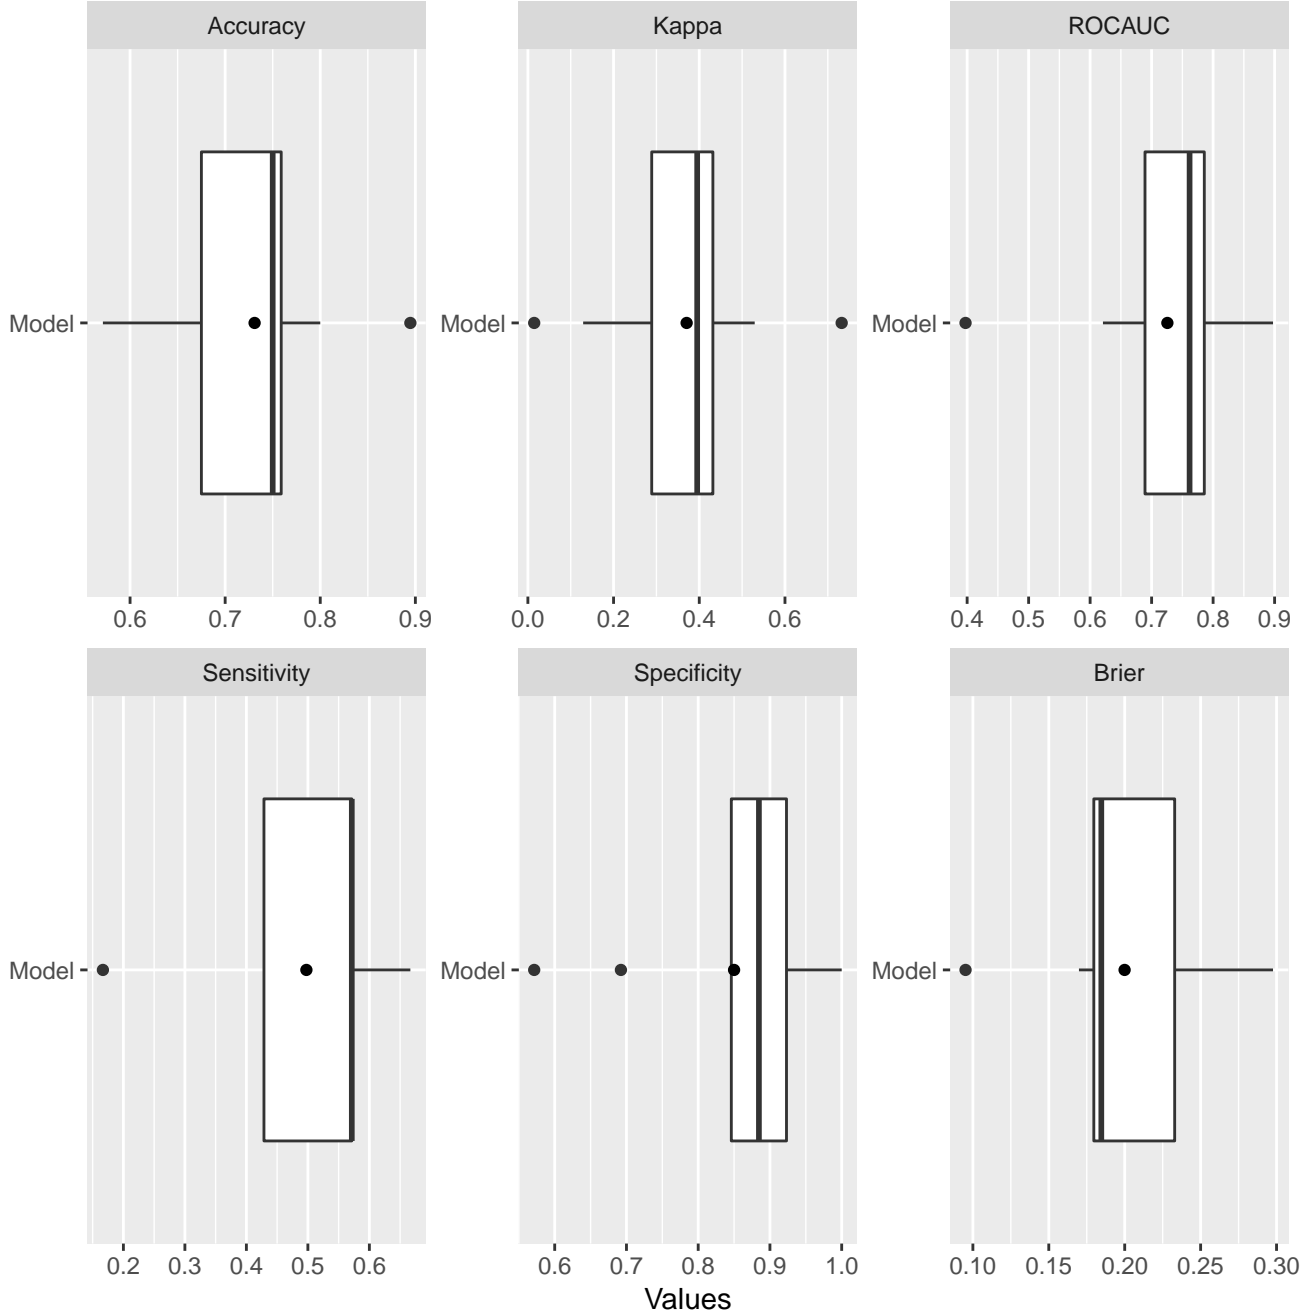 Accuracy Kappa ROCAUC
Model Model Model
0.6 0.7 0.8 0.9 0.0 0.2 0.4 0.6 0.4 0.5 0.6 0.7 0.8 0.9
Sensitivity Specificity Brier
Model Model Model
0.2 0.3 0.4 0.5 0.6 0.6 0.7 0.8 0.9 1.0 0.10 0.15 0.20 0.25 0.30
Values